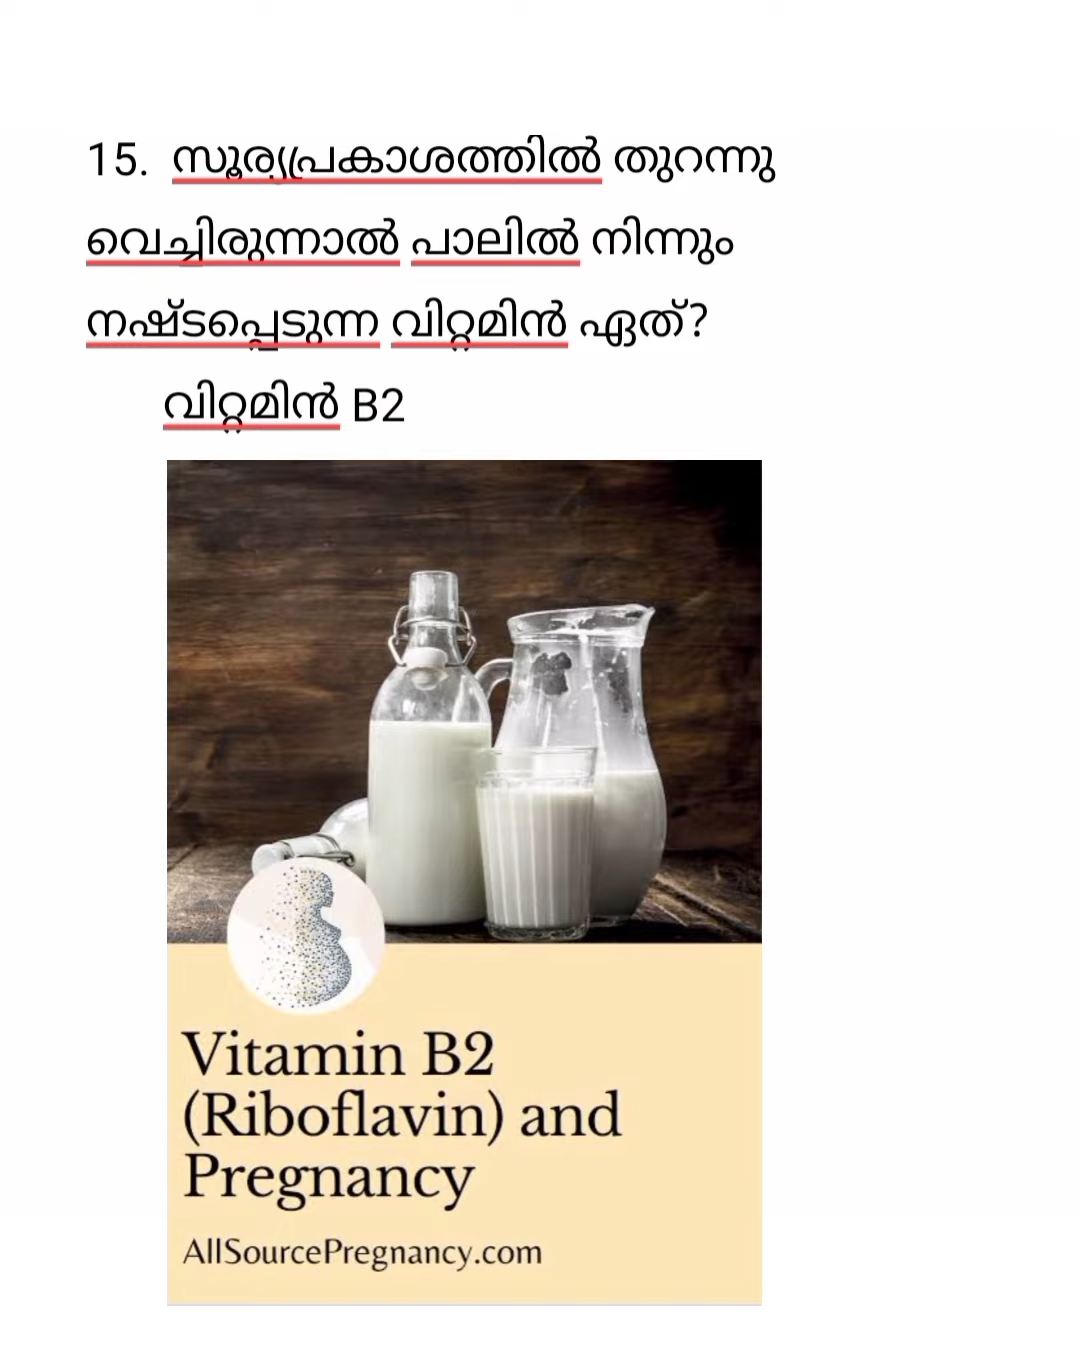 15. സൂര്യപ്രകാശത്തിൽ തുറന്നു
വെച്ചിരുന്നാൽ പാലിൽ നിന്നും
നഷ്ടപ്പെടുന്ന വിറ്റമിൻ ഏത്?
വിറ്റമിൻ B2
Vitamin B2
(Riboflavin) and
Pregnancy
AllSourcePregnancy.com